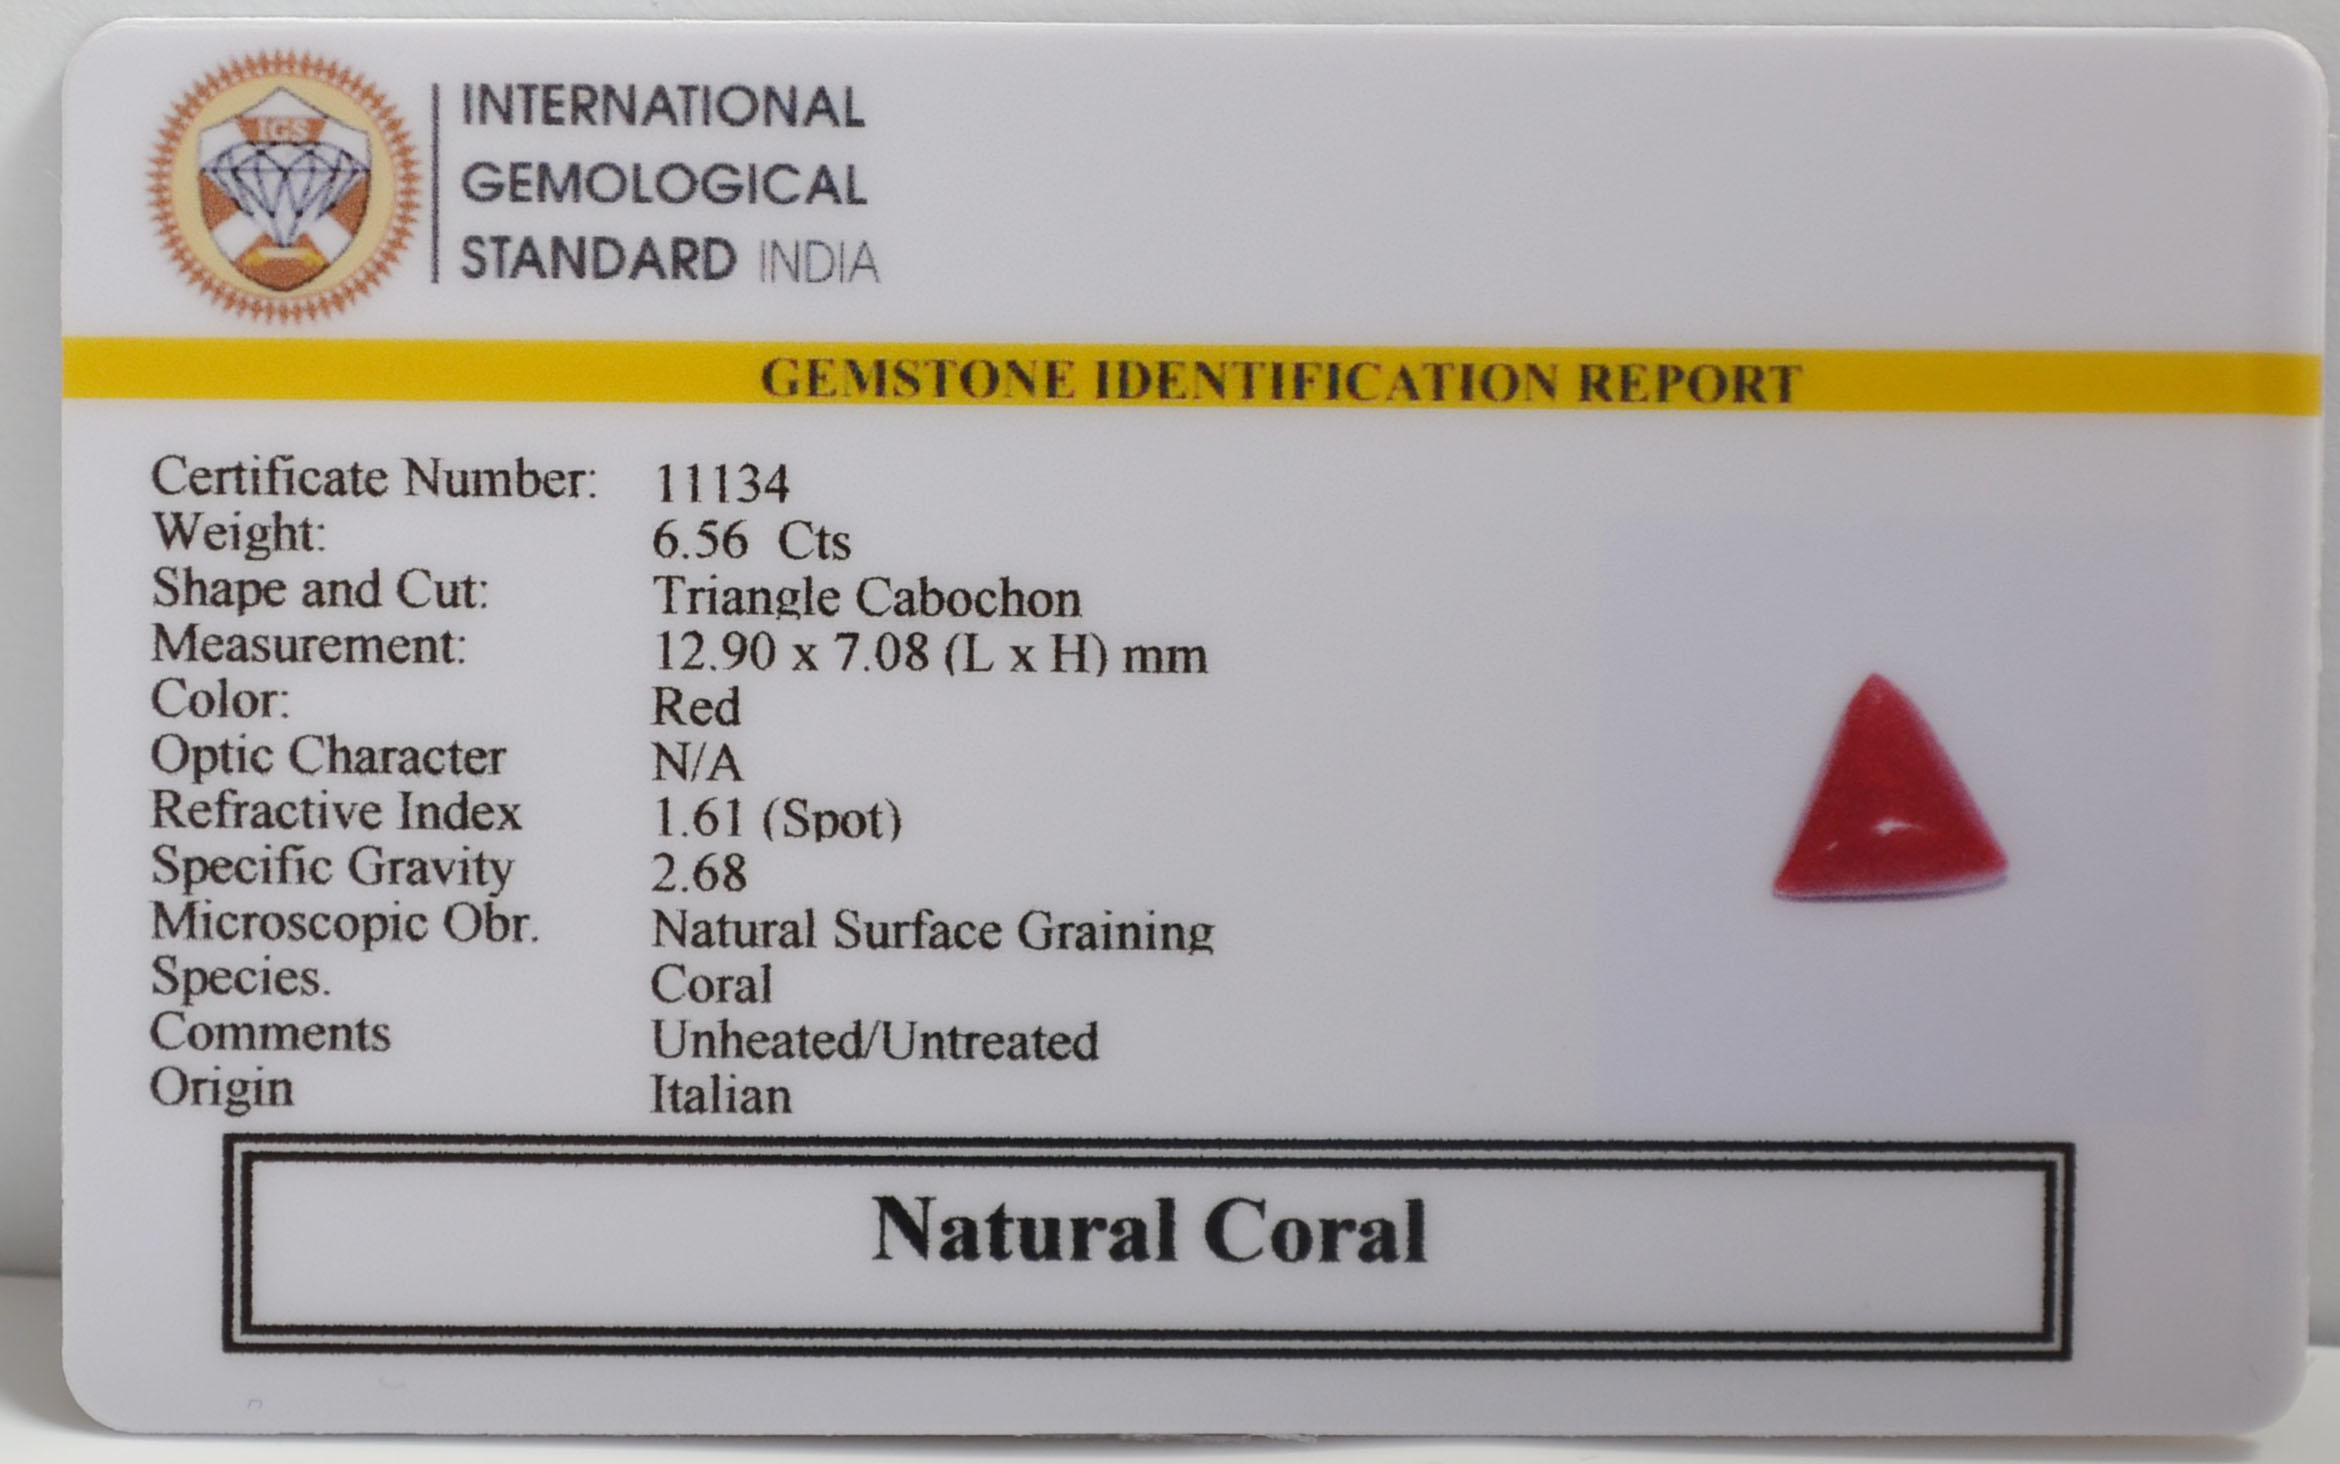 IGS
INTERNATIONAL
GEMOLOGICAL
STANDARD INDIA
GEMSTONE IDENTIFICATION REPORT
Certificate Number: 11134
Weight: 6.56 Cts
Shape and Cut: Triangle Cabochon
Measurement: 12.90 x 7.08 (L x H) mm
Color: Red
Optic Character N/A
Refractive Index 1.61 (Spot)
Specific Gravity 2.68
Microscopic Obr. Natural Surface Graining
Species. Coral
Comments Unheated/Untreated
Origin Italian
Natural Coral